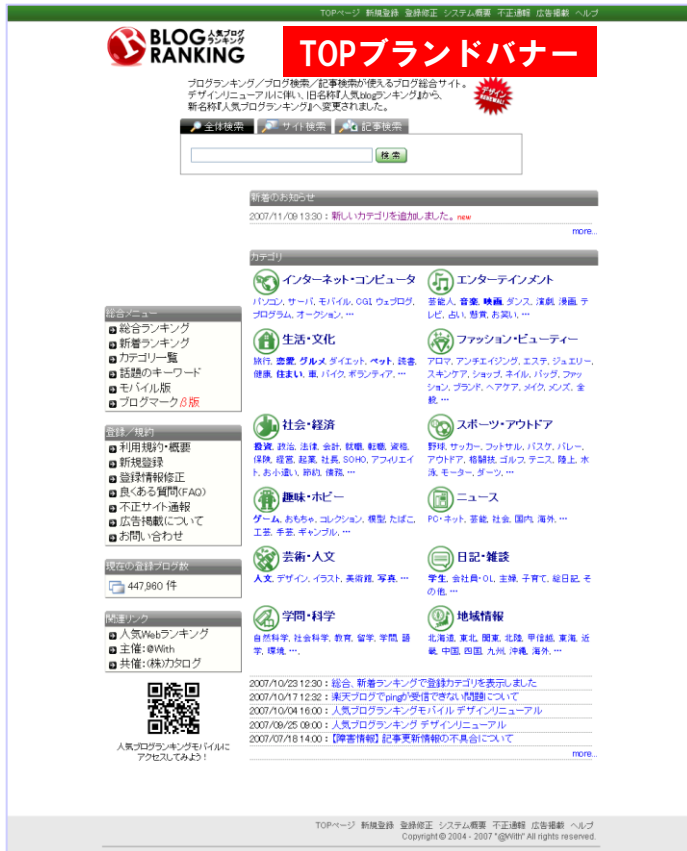 TOPページ 新規登録 登録修正 システム概要 不正通報 広告掲載 ヘルプ
BLOG 人気ブログ
ランキング
RANKING
TOPブランドバナー
ブログランキング/ブログ検索/記事検索が使えるブログ総合サイト。
デザインリニューアルに伴い、旧名称『人気blogランキング』から、
新名称『人気ブログランキング』へ変更されました。
デザイン
RENEWAL
全体検索 サイト検索 記事検索
検索
新着のお知らせ
2007/11/09 13:30:新しいカテゴリを追加しました。new
more...
カテゴリ
インターネット・コンピュータ
パソコン, サーバ, モバイル, CGI, ウェブログ,
プログラム, オークション, …
エンターテインメント
芸能人, 音楽, 映画, ダンス, 演劇, 漫画, テ
レビ, 占い, 懸賞, お笑い, …
生活・文化
旅行, 恋愛, グルメ, ダイエット, ペット, 読書,
健康, 住まい, 車, バイク, ボランティア, …
ファッション・ビューティー
アロマ, アンチエイジング, エステ, ジュエリー,
スキンケア, ショップ, ネイル, バッグ, ファッ
ション, ブランド, ヘアケア, メイク, メンズ, 全
般, …
社会・経済
投資, 政治, 法律, 会計, 就職, 転職, 資格,
保険, 経営, 起業, 社長, SOHO, アフィリエイ
ト, お小遣い, 節約, 債務, …
スポーツ・アウトドア
野球, サッカー, フットサル, バスケ, バレー,
アウトドア, 格闘技, ゴルフ, テニス, 陸上, 水
泳, モーター, ダーツ, …
趣味・ホビー
ゲーム, おもちゃ, コレクション, 模型, たばこ,
工芸, 手芸, ギャンブル, …
ニュース
PC・ネット, 芸能, 社会, 国内, 海外, …
芸術・人文
人文, デザイン, イラスト, 美術館, 写真, …
日記・雑談
学生, 会社員・OL, 主婦, 子育て, 絵日記, そ
の他, …
学問・科学
自然科学, 社会科学, 教育, 留学, 学問, 語
学, 環境, …,
地域情報
北海道, 東北, 関東, 北陸, 甲信越, 東海, 近
畿, 中国, 四国, 九州, 沖縄, 海外, …
総合メニュー
総合ランキング
新着ランキング
カテゴリ一覧
話題のキーワード
モバイル版
ブログマークβ版
登録/規約
利用規約・概要
新規登録
登録情報修正
良くある質問(FAQ)
不正サイト通報
広告掲載について
お問い合わせ
現在の登録ブログ数
447,960 件
関連リンク
人気Webランキング
主催:@With
共催:(株)カタログ
人気ブログランキングモバイルに
アクセスしてみよう!
2007/10/23 12:30:総合、新着ランキングで登録カテゴリを表示しました
2007/10/17 12:32:楽天ブログでpingが受信できない問題について
2007/10/04 16:00:人気ブログランキングモバイル デザインリニューアル
2007/09/25 09:00:人気ブログランキング デザインリニューアル
2007/07/18 14:00:【障害情報】記事更新情報の不具合について
more...
TOPページ 新規登録 登録修正 システム概要 不正通報 広告掲載 ヘルプ
Copyright © 2004 - 2007 "@With" All rights reserved.